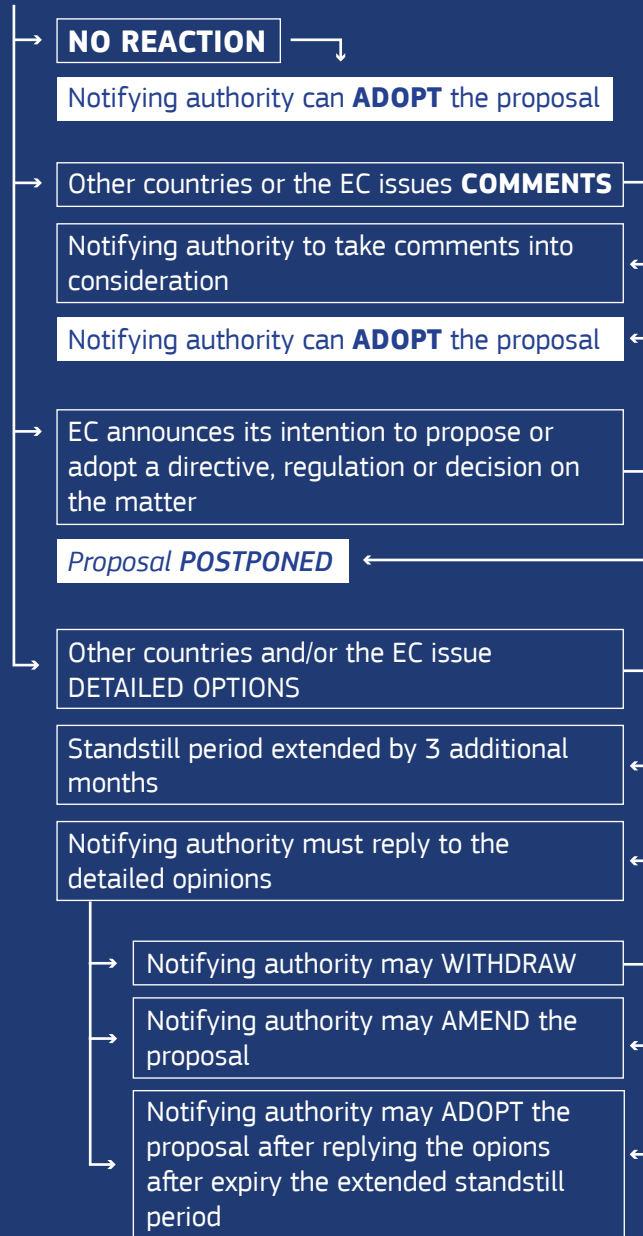 NO REACTION
Notifying authority can ADOPT the proposal
Other countries or the EC issues COMMENTS
Notifying authority to take comments into
consideration
Notifying authority can ADOPT the proposal
EC announces its intention to propose or
adopt a directive, regulation or decision on
the matter
Proposal POSTPONED
Other countries and/or the EC issue
DETAILED OPTIONS
Standstill period extended by 3 additional
months
Notifying authority must reply to the
detailed opinions
Notifying authority may WITHDRAW
Notifying authority may AMEND the
proposal
Notifying authority may ADOPT the
proposal after replying the opions
after expiry the extended standstill
period